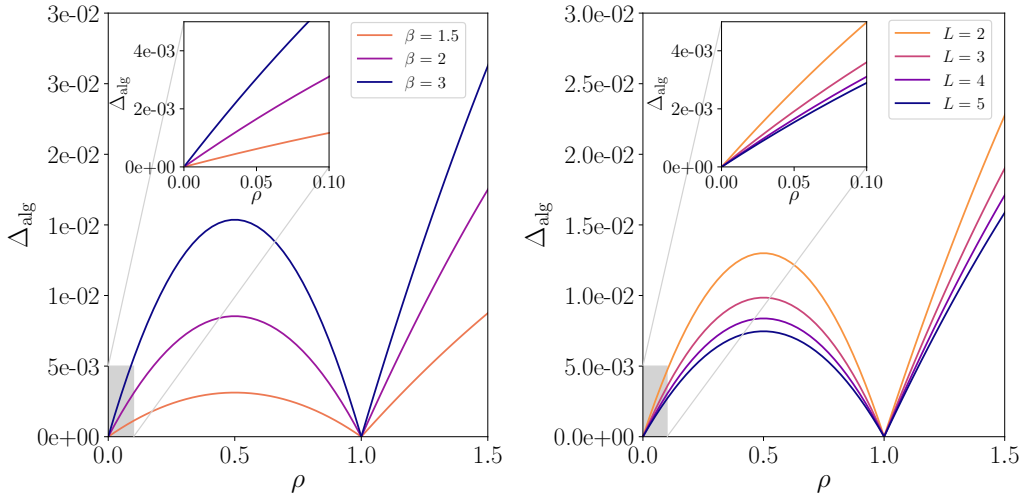 3e-02
3e-02
2e-02
1e-02
1e-02
5e-03
0e+00
Δalg
0.0
0.5
1.0
1.5
ρ
4e-03
2e-03
0e+00
Δalg
0.00
0.05
0.10
ρ
β = 1.5
β = 2
β = 3
3.0e-02
2.5e-02
2.0e-02
1.5e-02
1.0e-02
5.0e-03
0.0e+00
Δalg
0.0
0.5
1.0
1.5
ρ
4e-03
2e-03
0e+00
Δalg
0.00
0.05
0.10
ρ
L = 2
L = 3
L = 4
L = 5